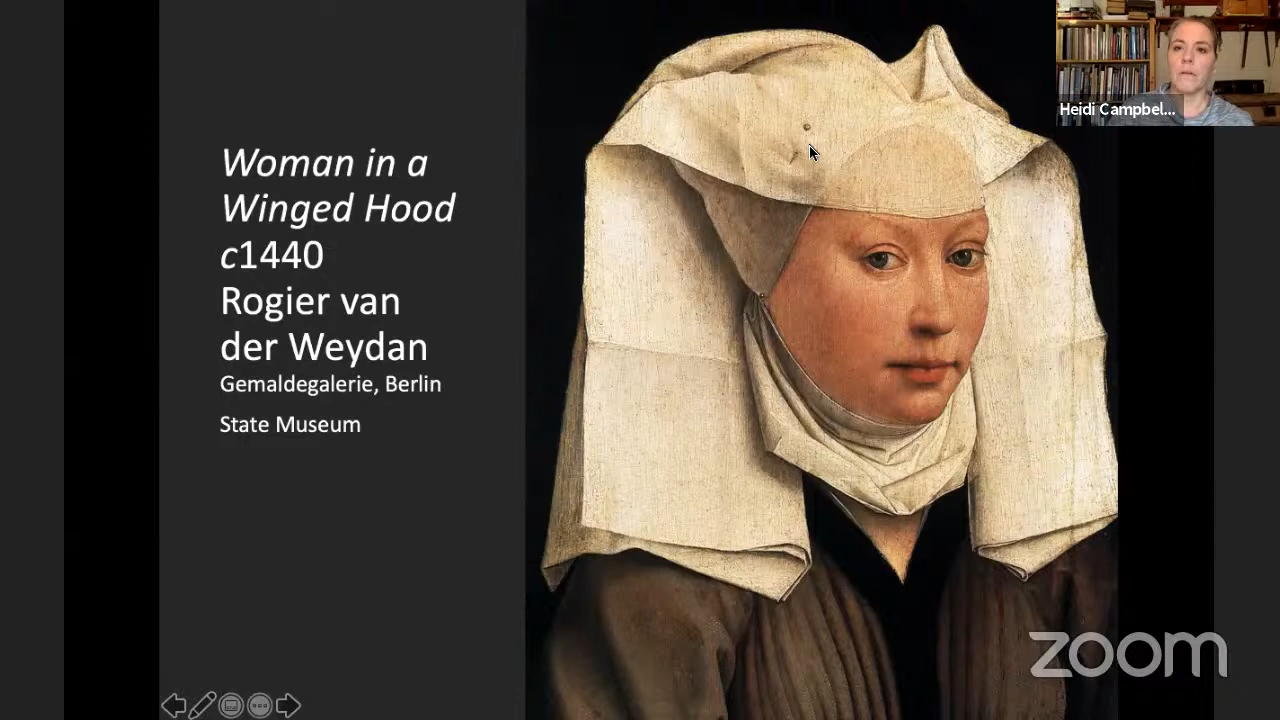 Woman in a
Winged Hood
c1440
Rogier van
der Weydan
Gemaldegalerie, Berlin
State Museum
Heidi Campbel...
zoom